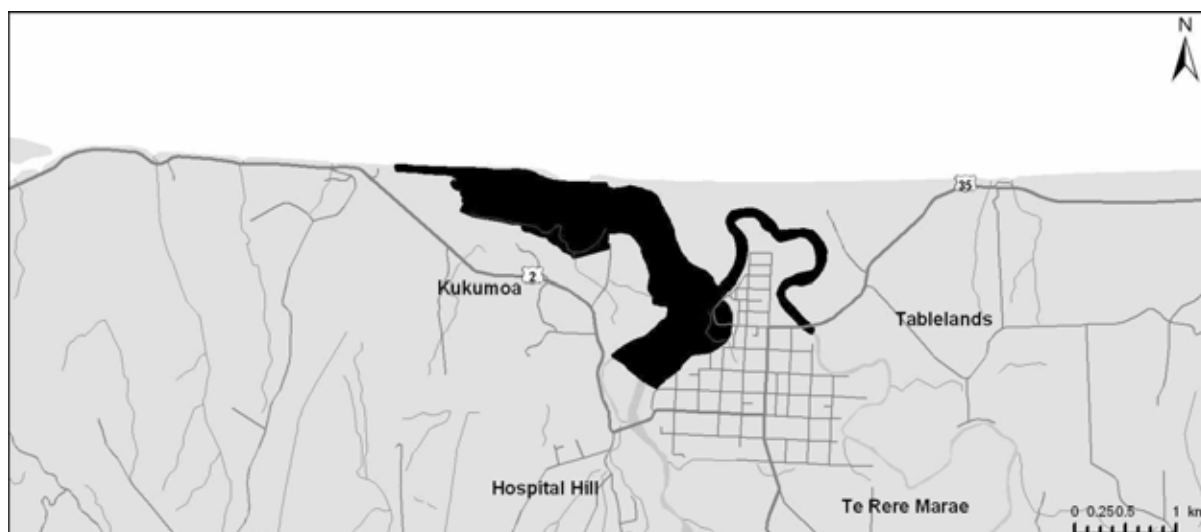 N
35
2
Kukumoa
Tablelands
Hospital Hill
Te Rere Marae
0 0.250.5 1 km